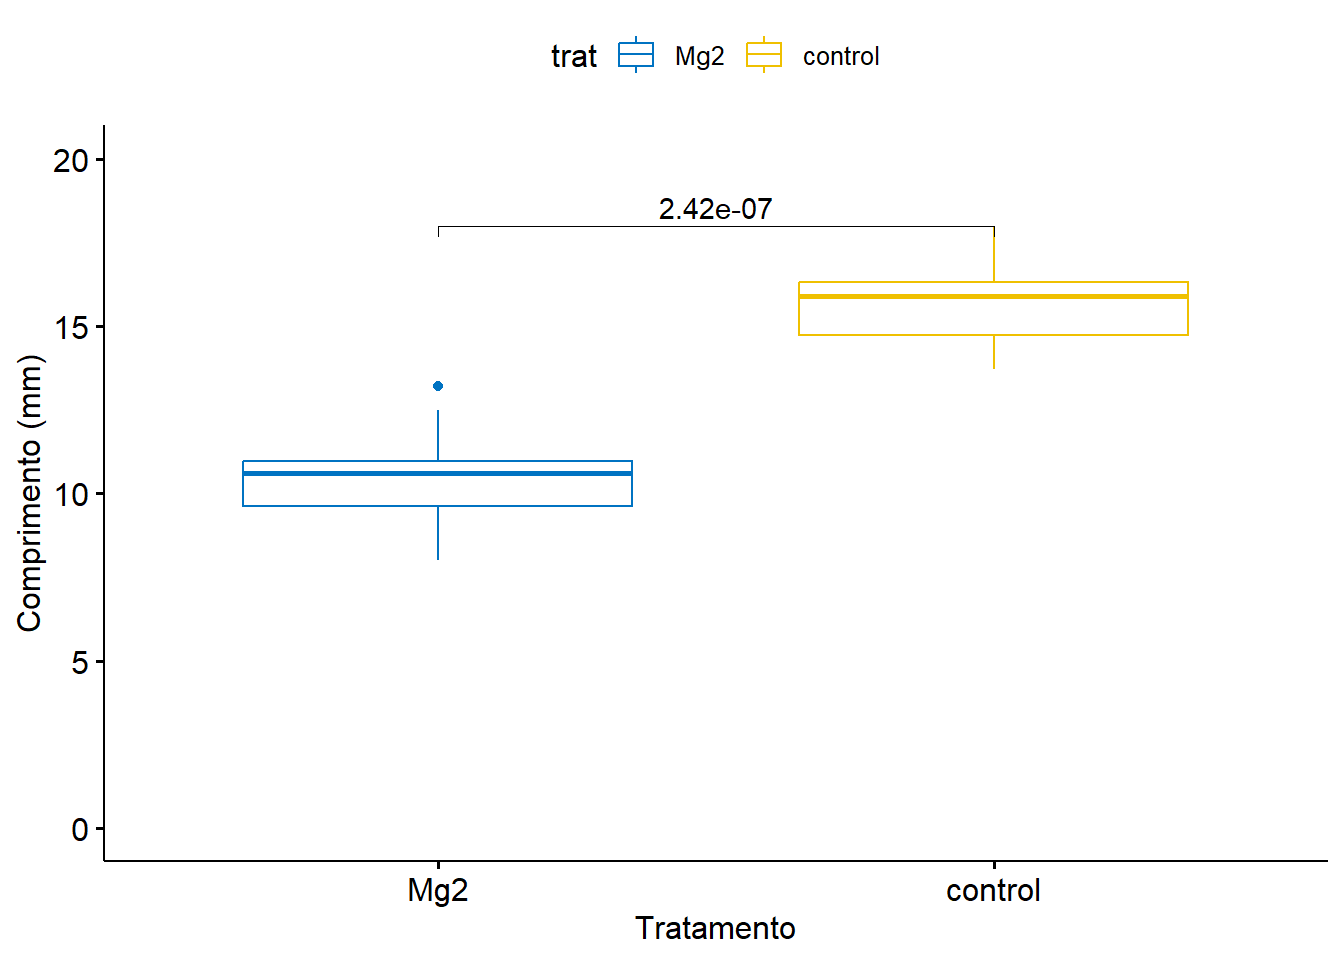 trat Mg2 control
20
2.42e-07
15
10
5
0
Comprimento (mm)
Mg2 control
Tratamento